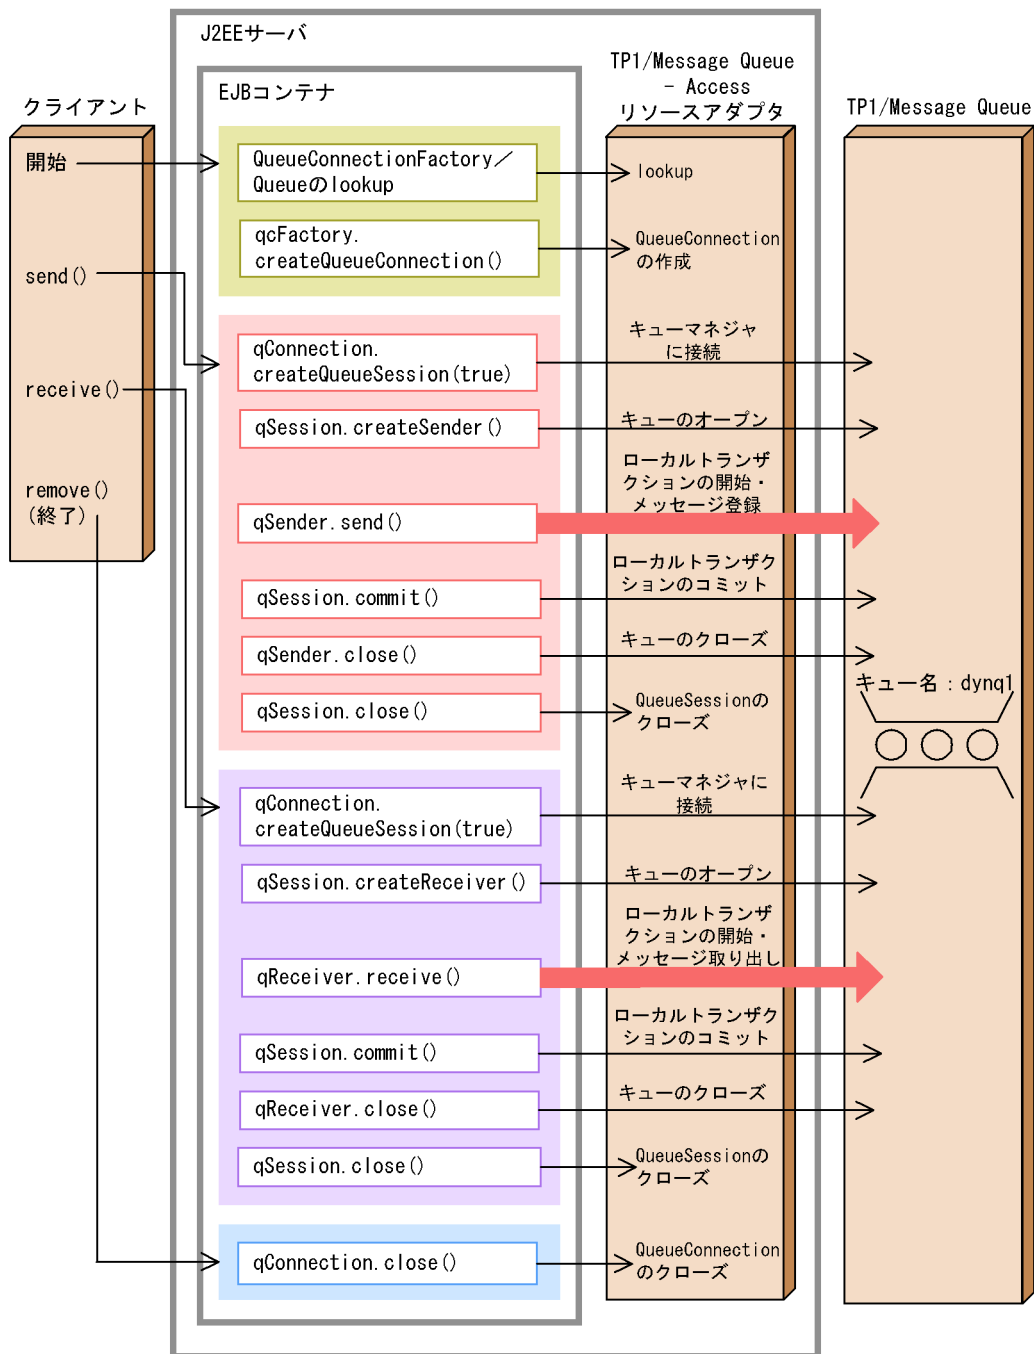 J2EEサーバ
EJBコンテナ
TP1/Message Queue
- Access
リソースアダプタ
TP1/Message Queue
クライアント
開始
send()
receive()
remove()
(終了)
QueueConnectionFactory/
Queueのlookup
lookup
qcFactory.
createQueueConnection()
QueueConnection
の作成
qConnection.
createQueueSession(true)
キューマネジャ
に接続
qSession.createSender()
キューのオープン
qSender.send()
ローカルトランザ
クションの開始・
メッセージ登録
qSession.commit()
ローカルトランザク
ションのコミット
qSender.close()
キューのクローズ
qSession.close()
QueueSessionの
クローズ
キュー名:dynq1
qConnection.
createQueueSession(true)
キューマネジャに
接続
qSession.createReceiver()
キューのオープン
qReceiver.receive()
ローカルトランザ
クションの開始・
メッセージ取り出し
qSession.commit()
ローカルトランザク
ションのコミット
qReceiver.close()
キューのクローズ
qSession.close()
QueueSessionの
クローズ
qConnection.close()
QueueConnection
のクローズ